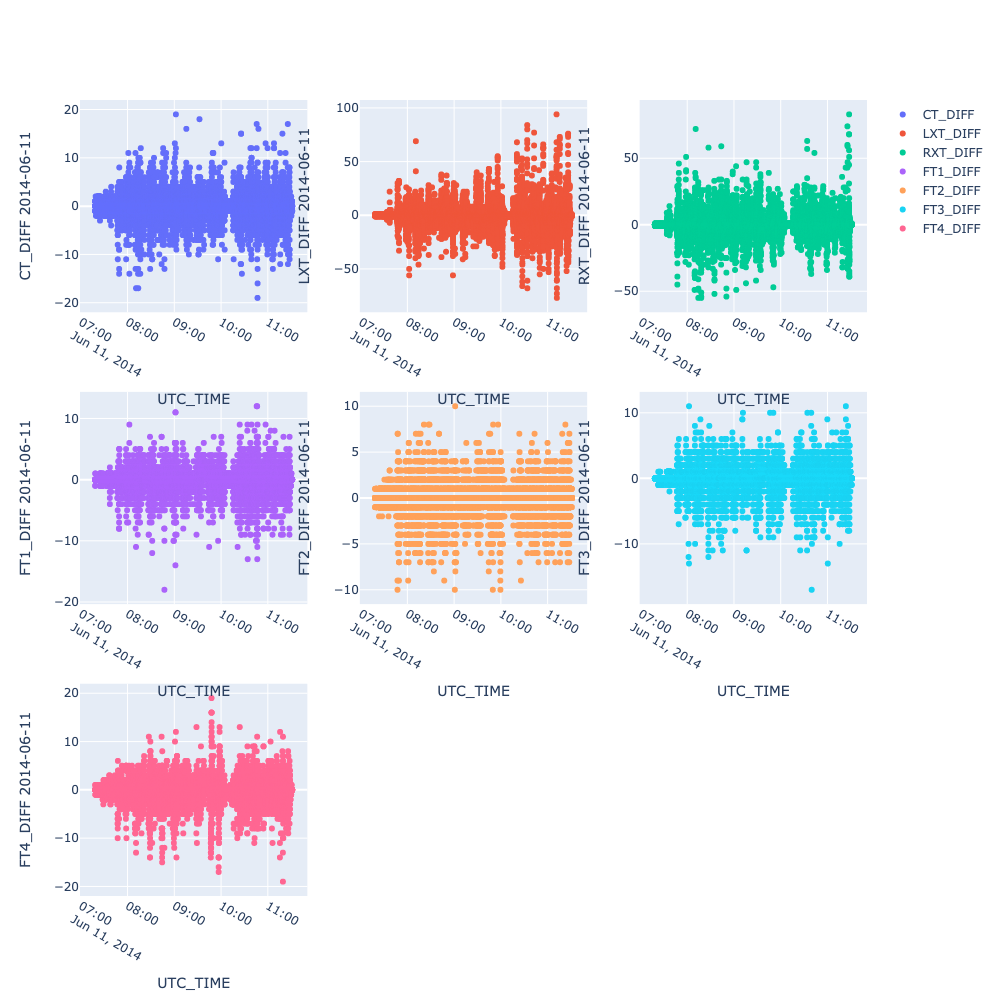 CT_DIFF 2014-06-11
20
10
0
−10
−20
07:00
08:00
09:00
10:00
11:00
Jun 11, 2014
UTC_TIME
LXT_DIFF 2014-06-11
100
50
0
−50
07:00
08:00
09:00
10:00
11:00
Jun 11, 2014
UTC_TIME
RXT_DIFF 2014-06-11
50
0
−50
07:00
08:00
09:00
10:00
11:00
Jun 11, 2014
UTC_TIME
CT_DIFF
LXT_DIFF
RXT_DIFF
FT1_DIFF
FT2_DIFF
FT3_DIFF
FT4_DIFF
FT1_DIFF 2014-06-11
10
0
−10
−20
07:00
08:00
09:00
10:00
11:00
Jun 11, 2014
UTC_TIME
FT2_DIFF 2014-06-11
10
5
0
−5
−10
07:00
08:00
09:00
10:00
11:00
Jun 11, 2014
UTC_TIME
FT3_DIFF 2014-06-11
10
0
−10
07:00
08:00
09:00
10:00
11:00
Jun 11, 2014
UTC_TIME
FT4_DIFF 2014-06-11
20
10
0
−10
−20
07:00
08:00
09:00
10:00
11:00
Jun 11, 2014
UTC_TIME